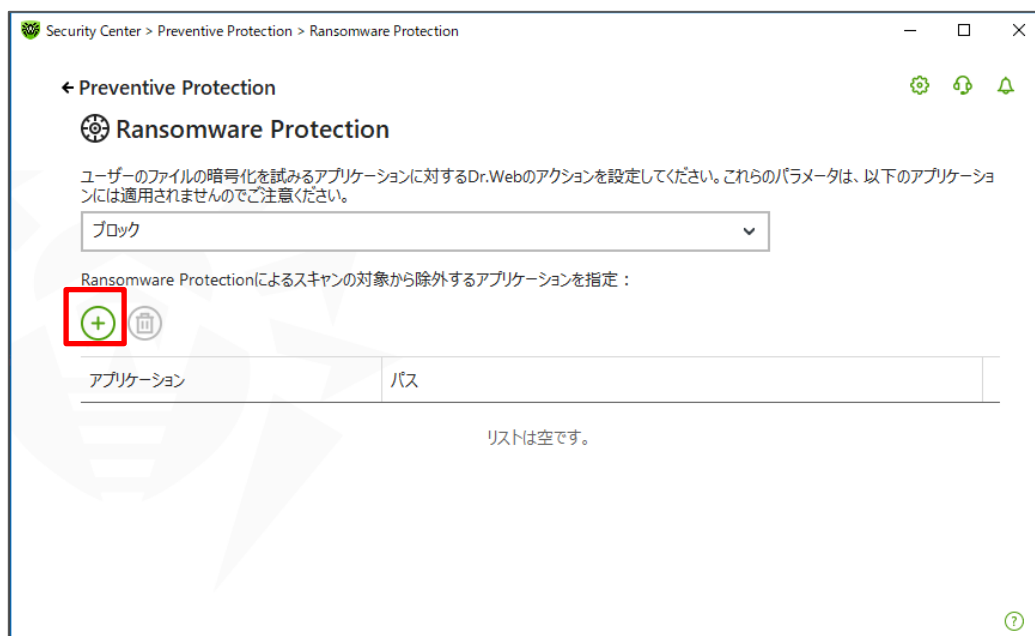 Security Center > Preventive Protection > Ransomware Protection
Preventive Protection
Ransomware Protection
ユーザーのファイルの暗号化を試みるアプリケーションに対するDr.Webのアクションを設定してください。これらのパラメータは、以下のアプリケーショ
ンには適用されませんのでご注意ください。
ブロック
Ransomware Protectionによるスキャンの対象から除外するアプリケーションを指定：
アプリケーション パス
リストは空です。